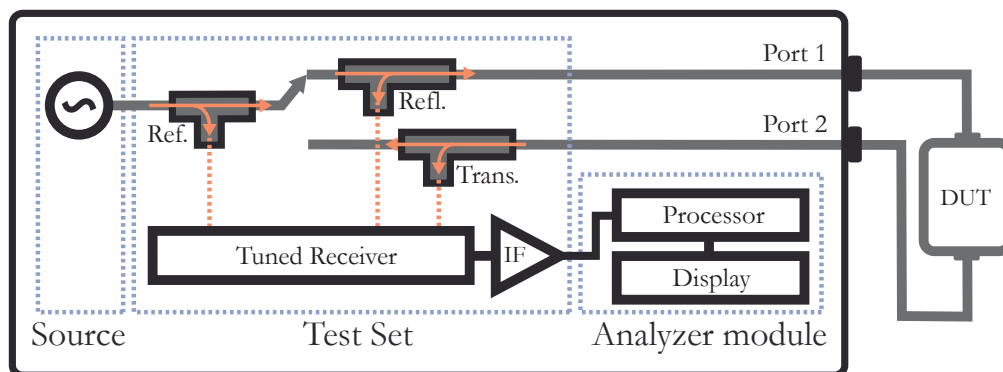 Port 1
Refl.
Ref.
Port 2
Trans.
DUT
Processor
Tuned Receiver
IF
Display
Source
Test Set
Analyzer module